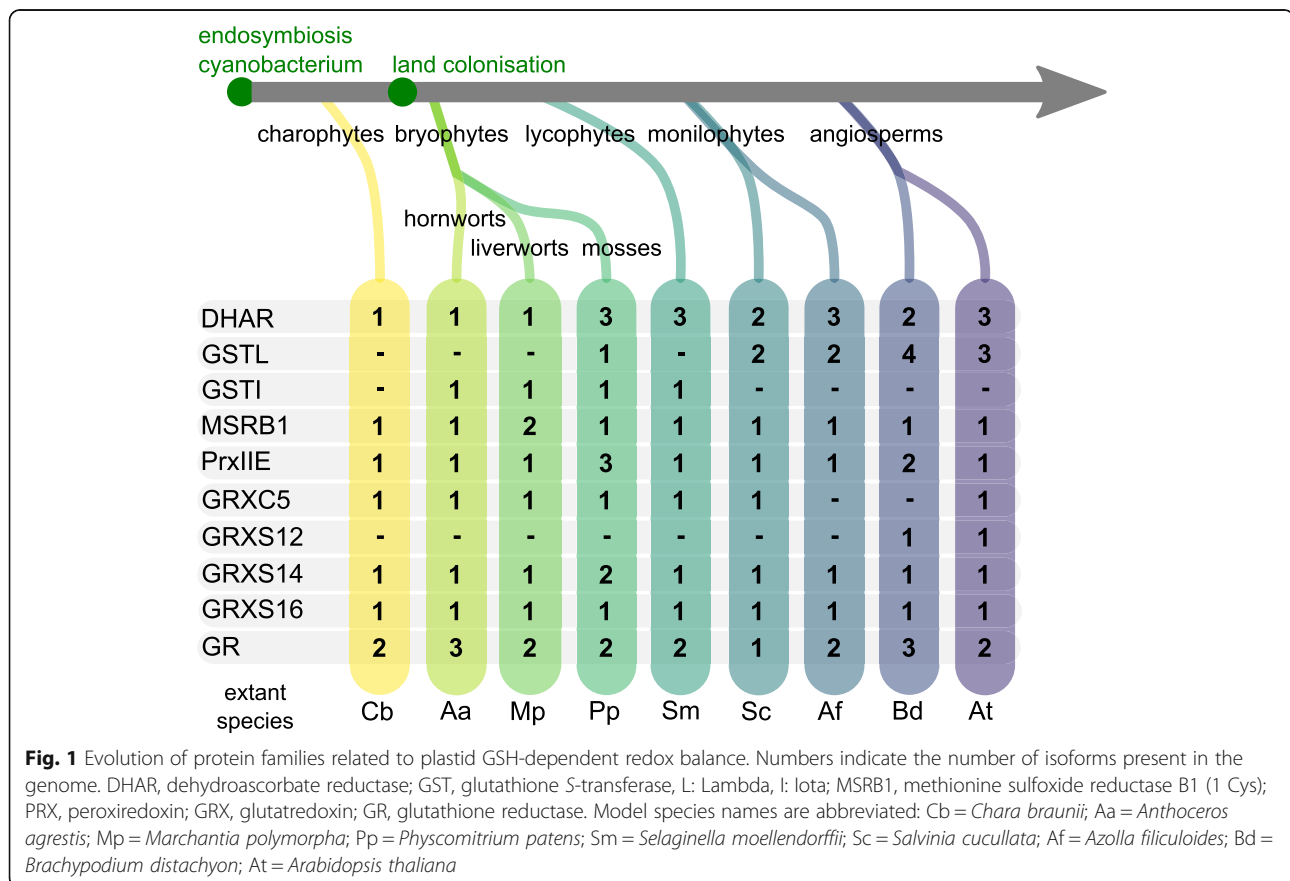 endosymbiosis
cyanobacterium land colonisation
charophytes bryophytes lycophytes monilophytes angiosperms
hornworts
liverworts mosses
DHAR 1 1 1 3 3 2 3 2 3
GSTL - - - 1 - 2 2 4 3
GSTI - 1 1 1 1 - - - -
MSRB1 1 1 2 1 1 1 1 1 1
PrxIIE 1 1 1 3 1 1 1 2 1
GRXC5 1 1 1 1 1 1 - - 1
GRXS12 - - - - - - - 1 1
GRXS14 1 1 1 2 1 1 1 1 1
GRXS16 1 1 1 1 1 1 1 1 1
GR 2 3 2 2 2 1 2 3 2
extant
species Cb Aa Mp Pp Sm Sc Af Bd At
Fig. 1 Evolution of protein families related to plastid GSH-dependent redox balance. Numbers indicate the number of isoforms present in the
genome. DHAR, dehydroascorbate reductase; GST, glutathione S-transferase, L: Lambda, I: Iota; MSRB1, methionine sulfoxide reductase B1 (1 Cys);
PRX, peroxiredoxin; GRX, glutatredoxin; GR, glutathione reductase. Model species names are abbreviated: Cb = Chara braunii; Aa = Anthoceros
agrestis; Mp = Marchantia polymorpha; Pp = Physcomitrium patens; Sm = Selaginella moellendorffii; Sc = Salvinia cucullata; Af = Azolla filiculoides; Bd =
Brachypodium distachyon; At = Arabidopsis thaliana